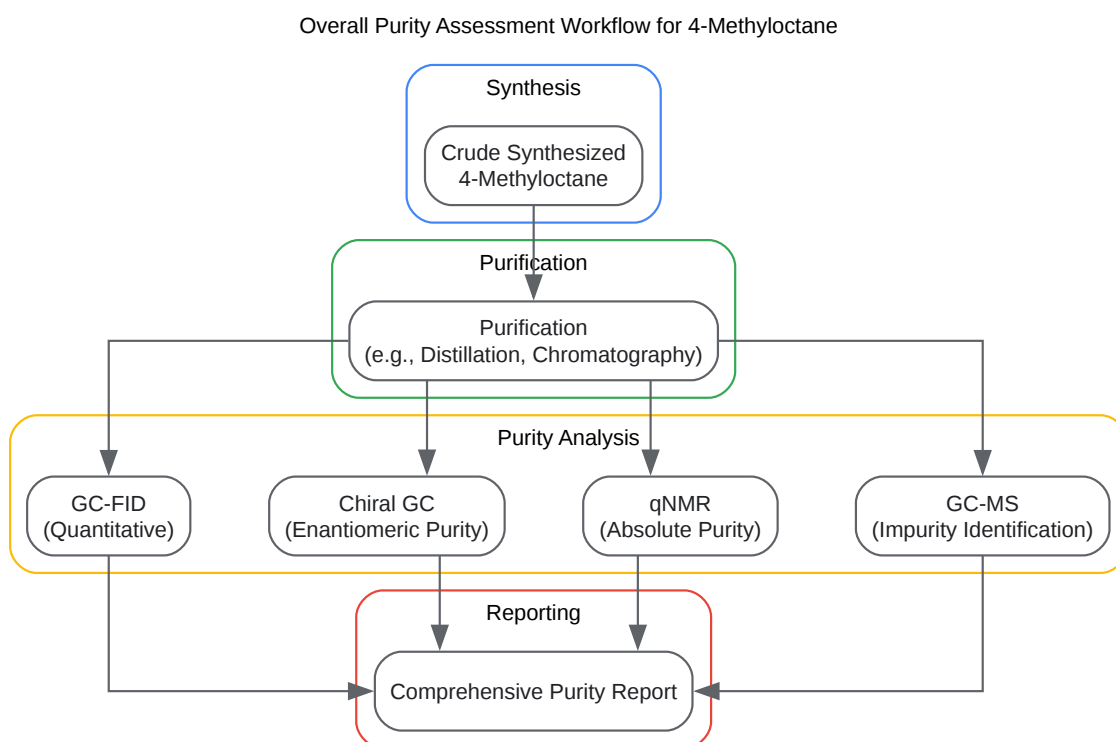 Overall Purity Assessment Workflow for 4-Methyloctane
Synthesis
Crude Synthesized
4-Methyloctane
Purification
Purification
(e.g., Distillation, Chromatography)
Purity Analysis
GC-FID
(Quantitative)
Chiral GC
(Enantiomeric Purity)
qNMR
(Absolute Purity)
GC-MS
(Impurity Identification)
Reporting
Comprehensive Purity Report